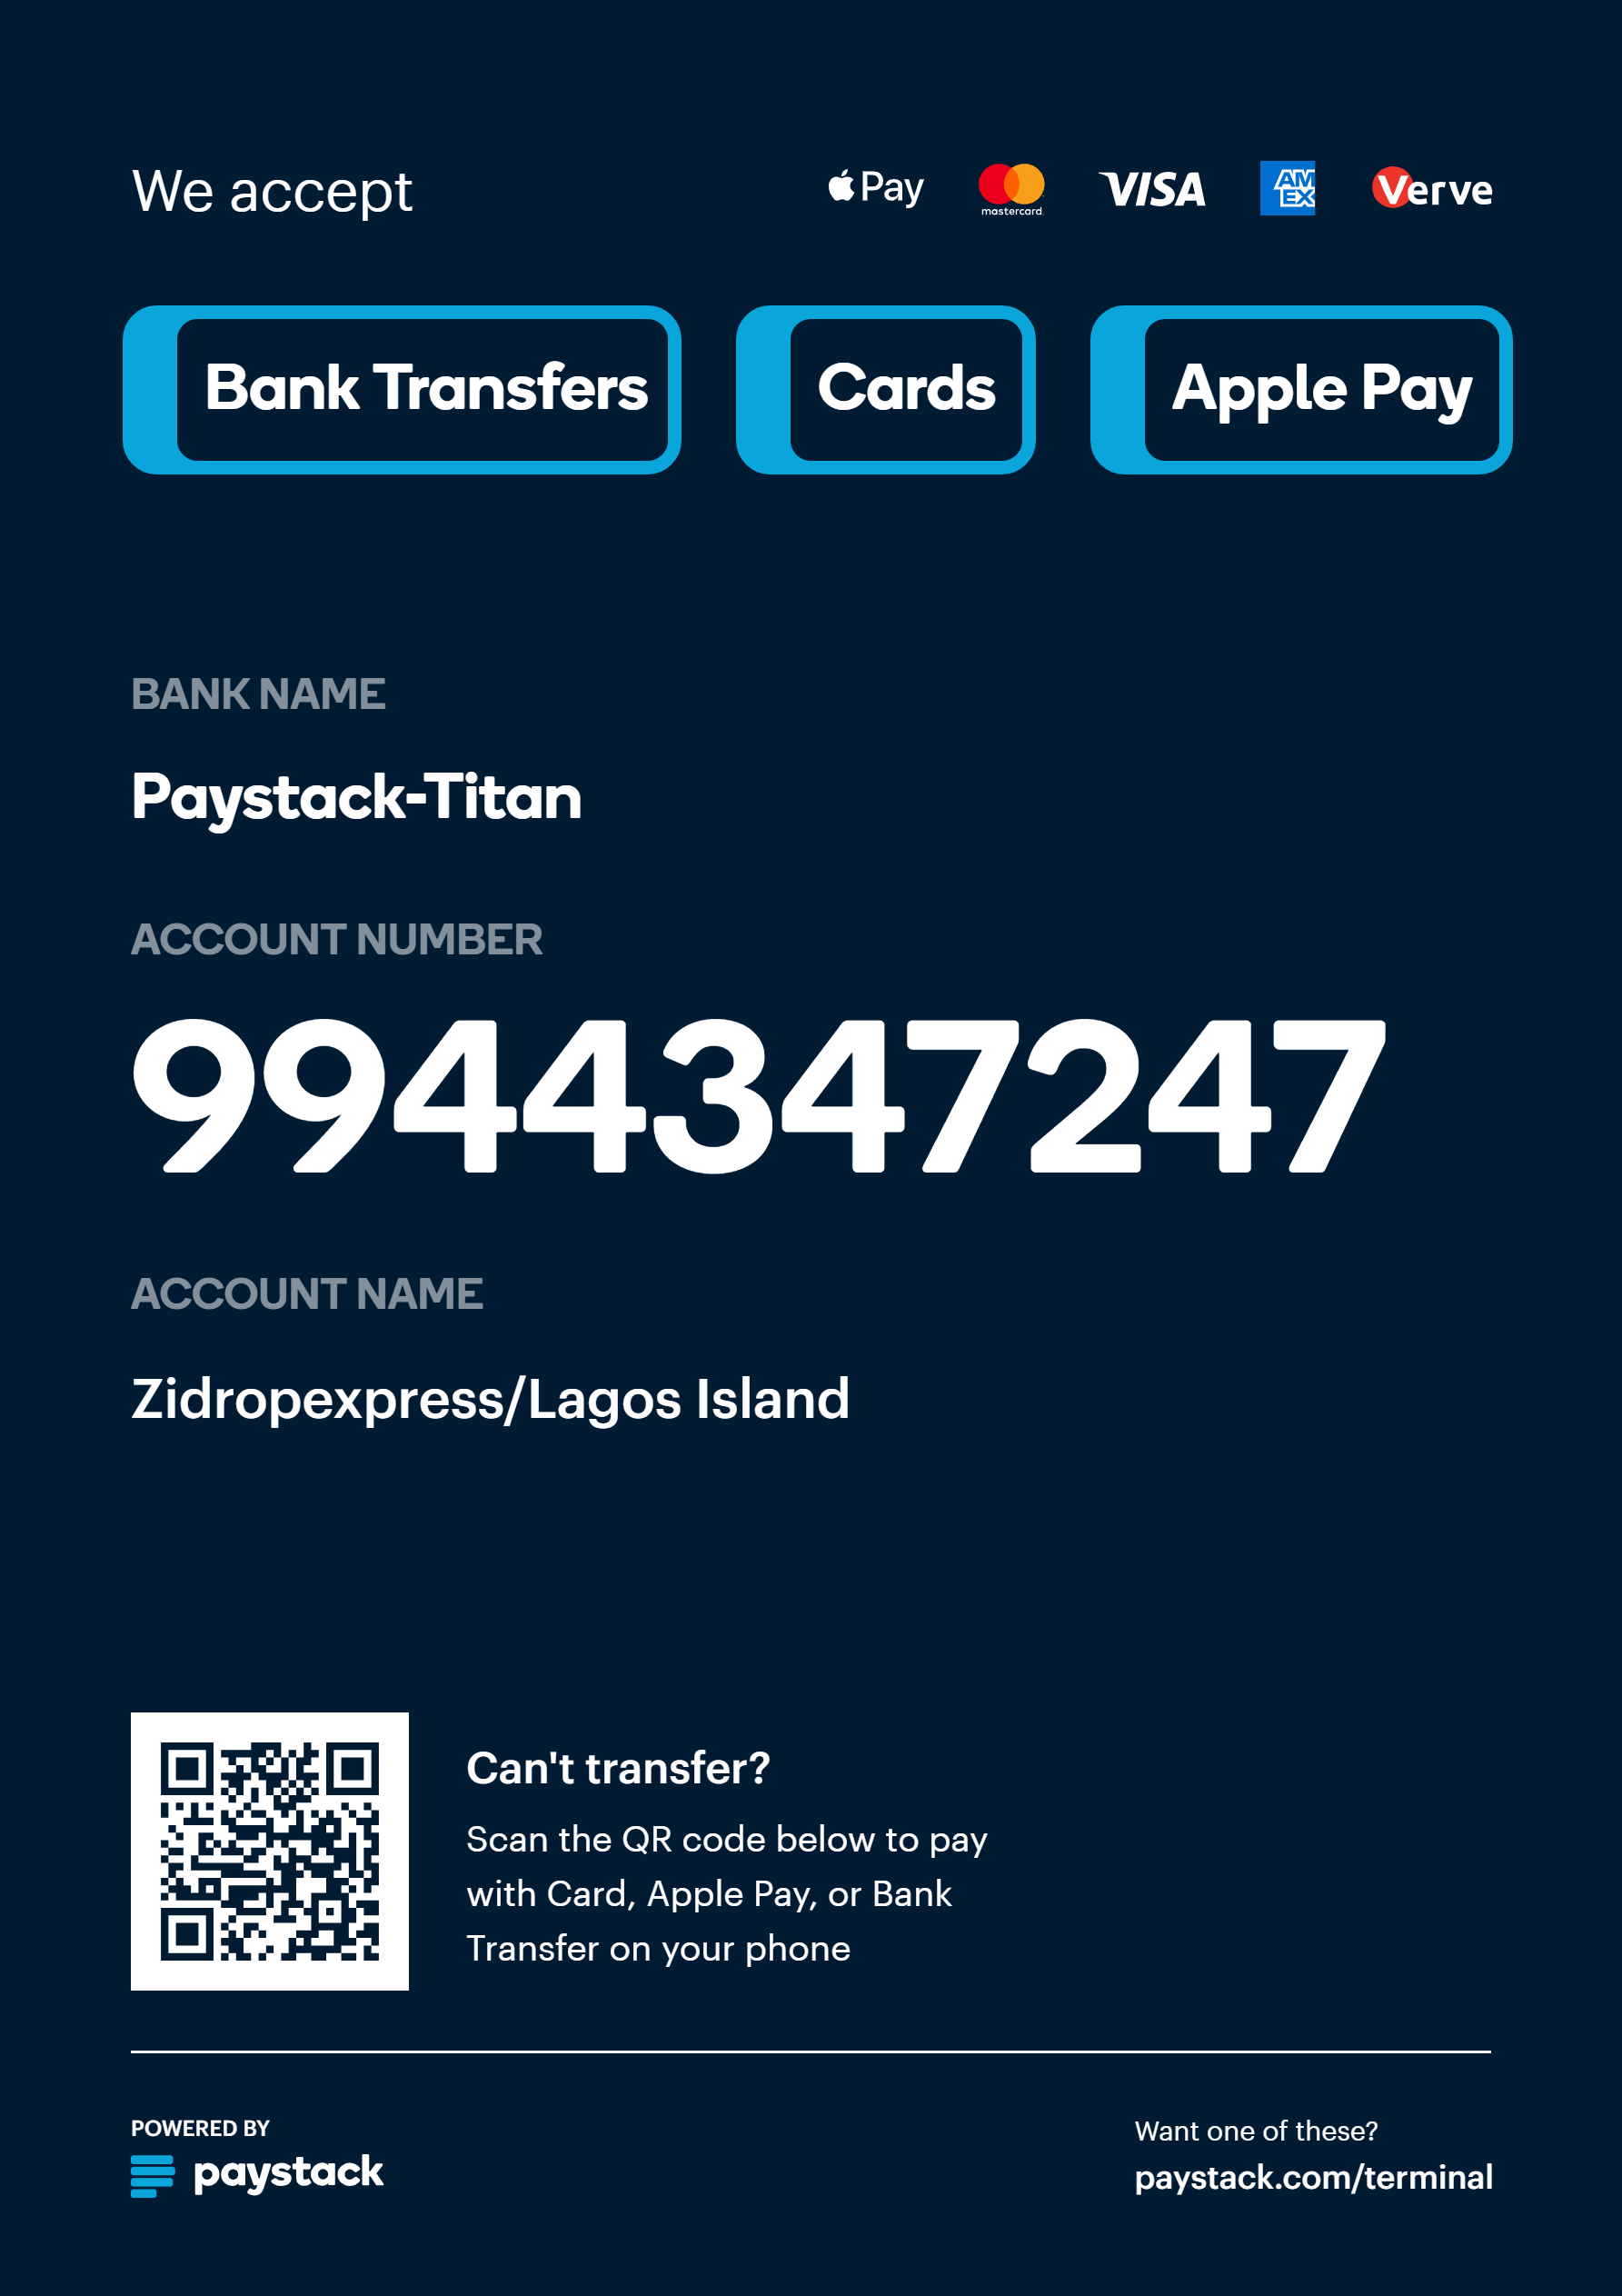 We accept
Pay
mastercard
VISA
AM
EX
Verve
Bank Transfers
Cards
Apple Pay
BANK NAME
Paystack-Titan
ACCOUNT NUMBER
9944347247
ACCOUNT NAME
Zidropexpress/Lagos Island
Can't transfer?
Scan the QR code below to pay
with Card, Apple Pay, or Bank
Transfer on your phone
POWERED BY
paystack
Want one of these?
paystack.com/terminal